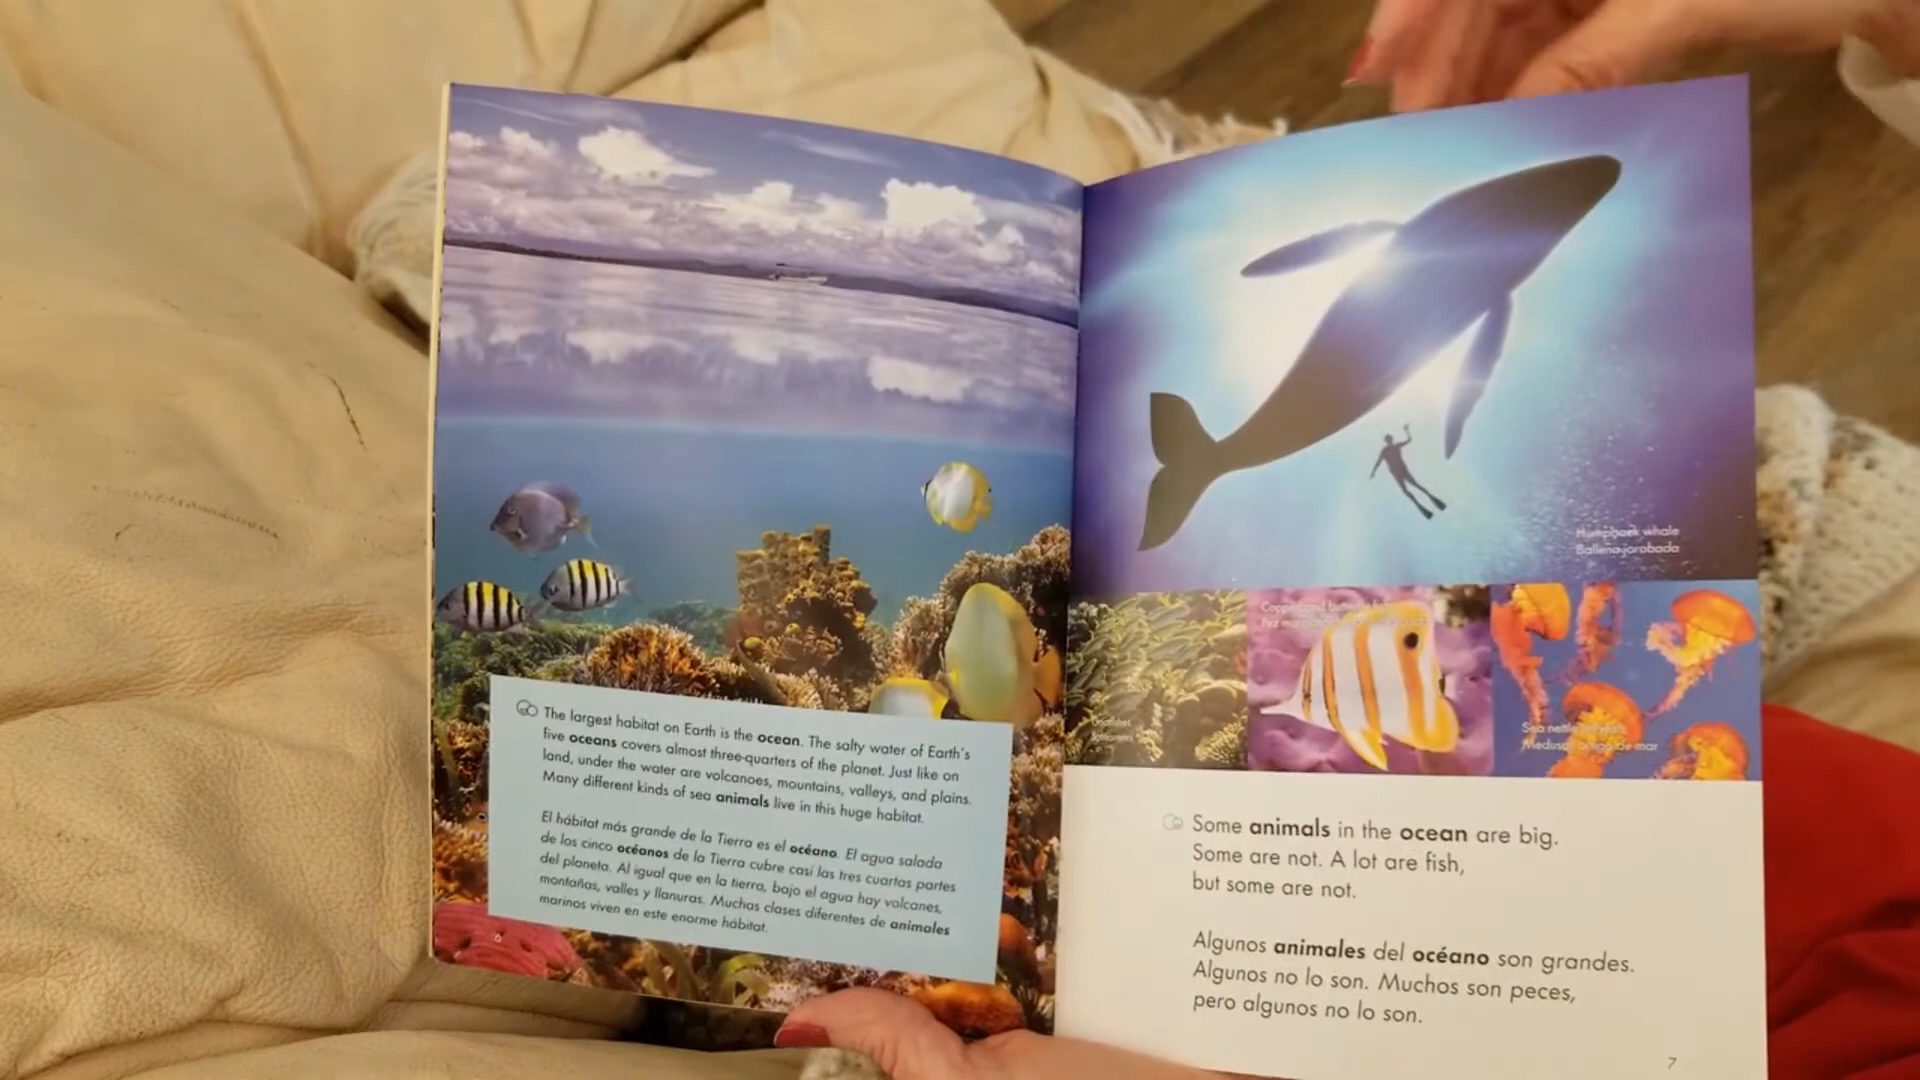 The largest habitat on Earth is the ocean. The salty water of Earth's
five oceans covers almost three-quarters of the planet. Just like on
land, under the water are volcanoes, mountains, valleys, and plains.
Many different kinds of sea animals live in this huge habitat.
El hábitat más grande de la Tierra es el océano. El agua salada
de los cinco océanos de la Tierra cubre casi las tres cuartas partes
del planeta. Al igual que en la tierra, bajo el agua hay volcanes,
montañas, valles y llanuras. Muchas clases diferentes de animales
marinos viven en este enorme hábitat.
Humpback whale
Ballena jorobada
Copperband
Pez
Sea nettle
Medusa de mar
Some animals in the ocean are big.
Some are not. A lot are fish,
but some are not.
Algunos animales del océano son grandes.
Algunos no lo son. Muchos son peces,
pero algunos no lo son.
7